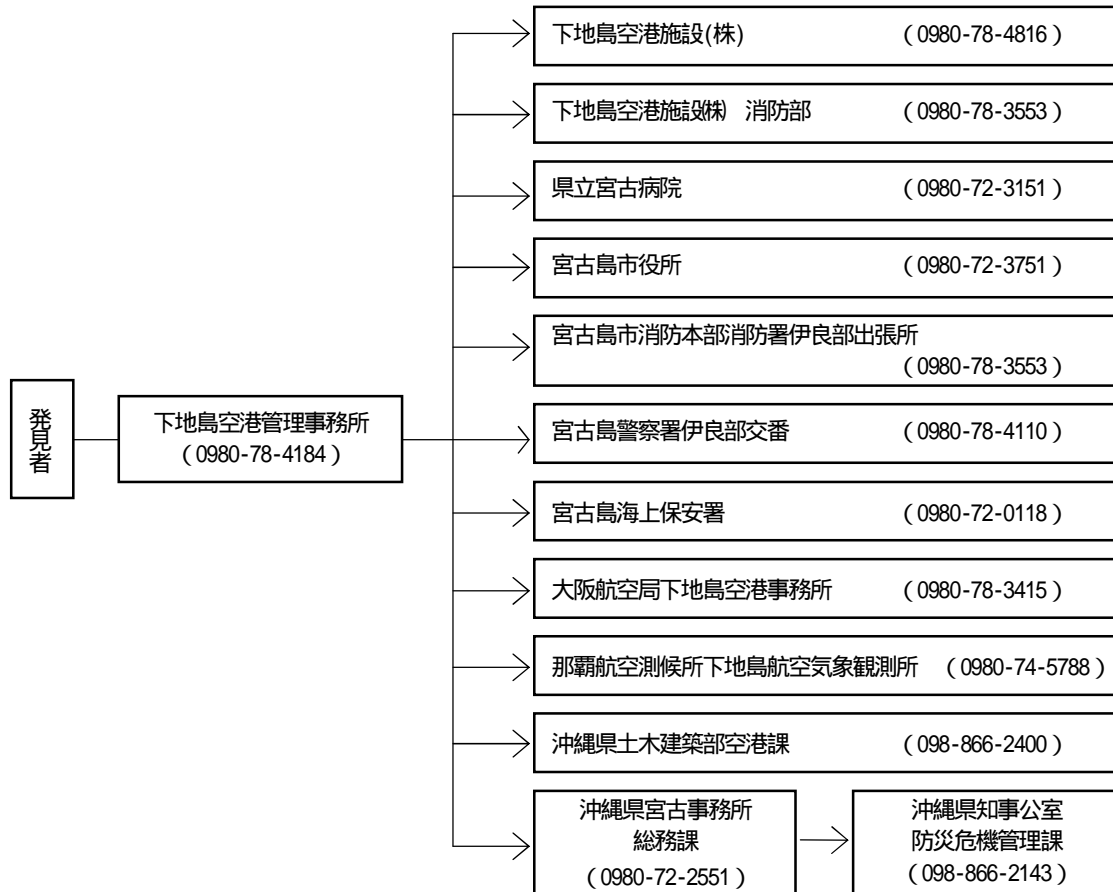 下地島空港施設(株) （0980-78-4816）
下地島空港施設㈱ 消防部 （0980-78-3553）
県立宮古病院 （0980-72-3151）
宮古島市役所 （0980-72-3751）
宮古島市消防本部消防署伊良部出張所
（0980-78-3553）
発見者
下地島空港管理事務所
（0980-78-4184）
宮古島警察署伊良部交番 （0980-78-4110）
宮古島海上保安署 （0980-72-0118）
大阪航空局下地島空港事務所 （0980-78-3415）
那覇航空測候所下地島航空気象観測所 （0980-74-5788）
沖縄県土木建築部空港課 （098-866-2400）
沖縄県宮古事務所
総務課
（0980-72-2551）
沖縄県知事公室
防災危機管理課
（098-866-2143）